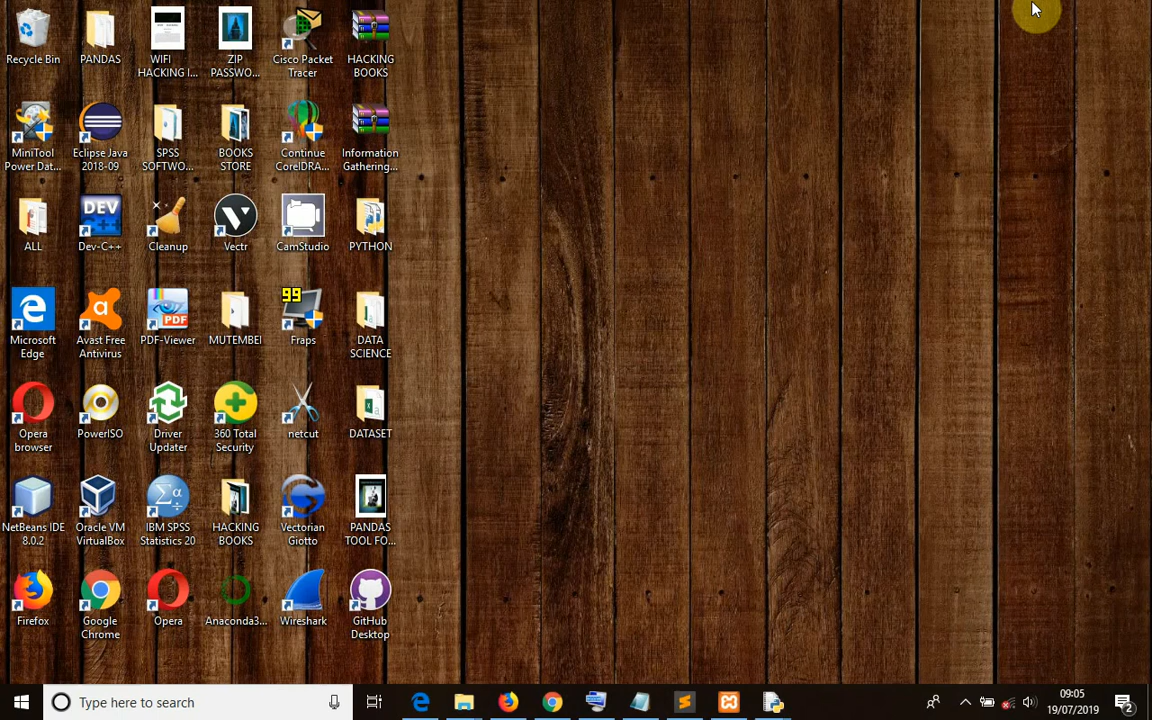 Recycle Bin
PANDAS
WIFI
HACKING I...
ZIP
PASSWO...
Cisco Packet
Tracer
HACKING
BOOKS
MiniTool
Power Dat...
Eclipse Java
2018-09
SPSS
SOFTWO...
BOOKS
STORE
Continue
CorelDRA...
Information
Gathering...
ALL
DEV
C++
Dev-C++
Cleanup
Vectr
CamStudio
PYTHON
Microsoft
Edge
Avast Free
Antivirus
PDF
PDF-Viewer
MUTEMBEI
99
Fraps
DATA
SCIENCE
Opera
browser
PowerISO
Driver
Updater
360 Total
Security
netcut
DATASET
NetBeans IDE
8.0.2
Oracle VM
VirtualBox
IBM SPSS
Statistics 20
HACKING
BOOKS
Vectorian
Giotto
PANDAS
TOOL FO...
Firefox
Google
Chrome
Opera
Anaconda3...
Wireshark
GitHub
Desktop
Type here to search
09:05
19/07/2019
2